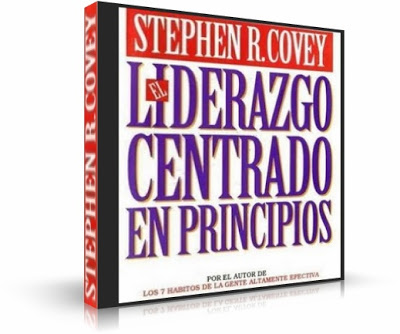 STEPHEN R. COVEY
STEPHEN R. COVEY
EL
LIDERAZGO
CENTRADO
EN PRINCIPIOS
POR EL AUTOR DE
LOS 7 HABITOS DE LA GENTE ALTAMENTE EFECTIVA